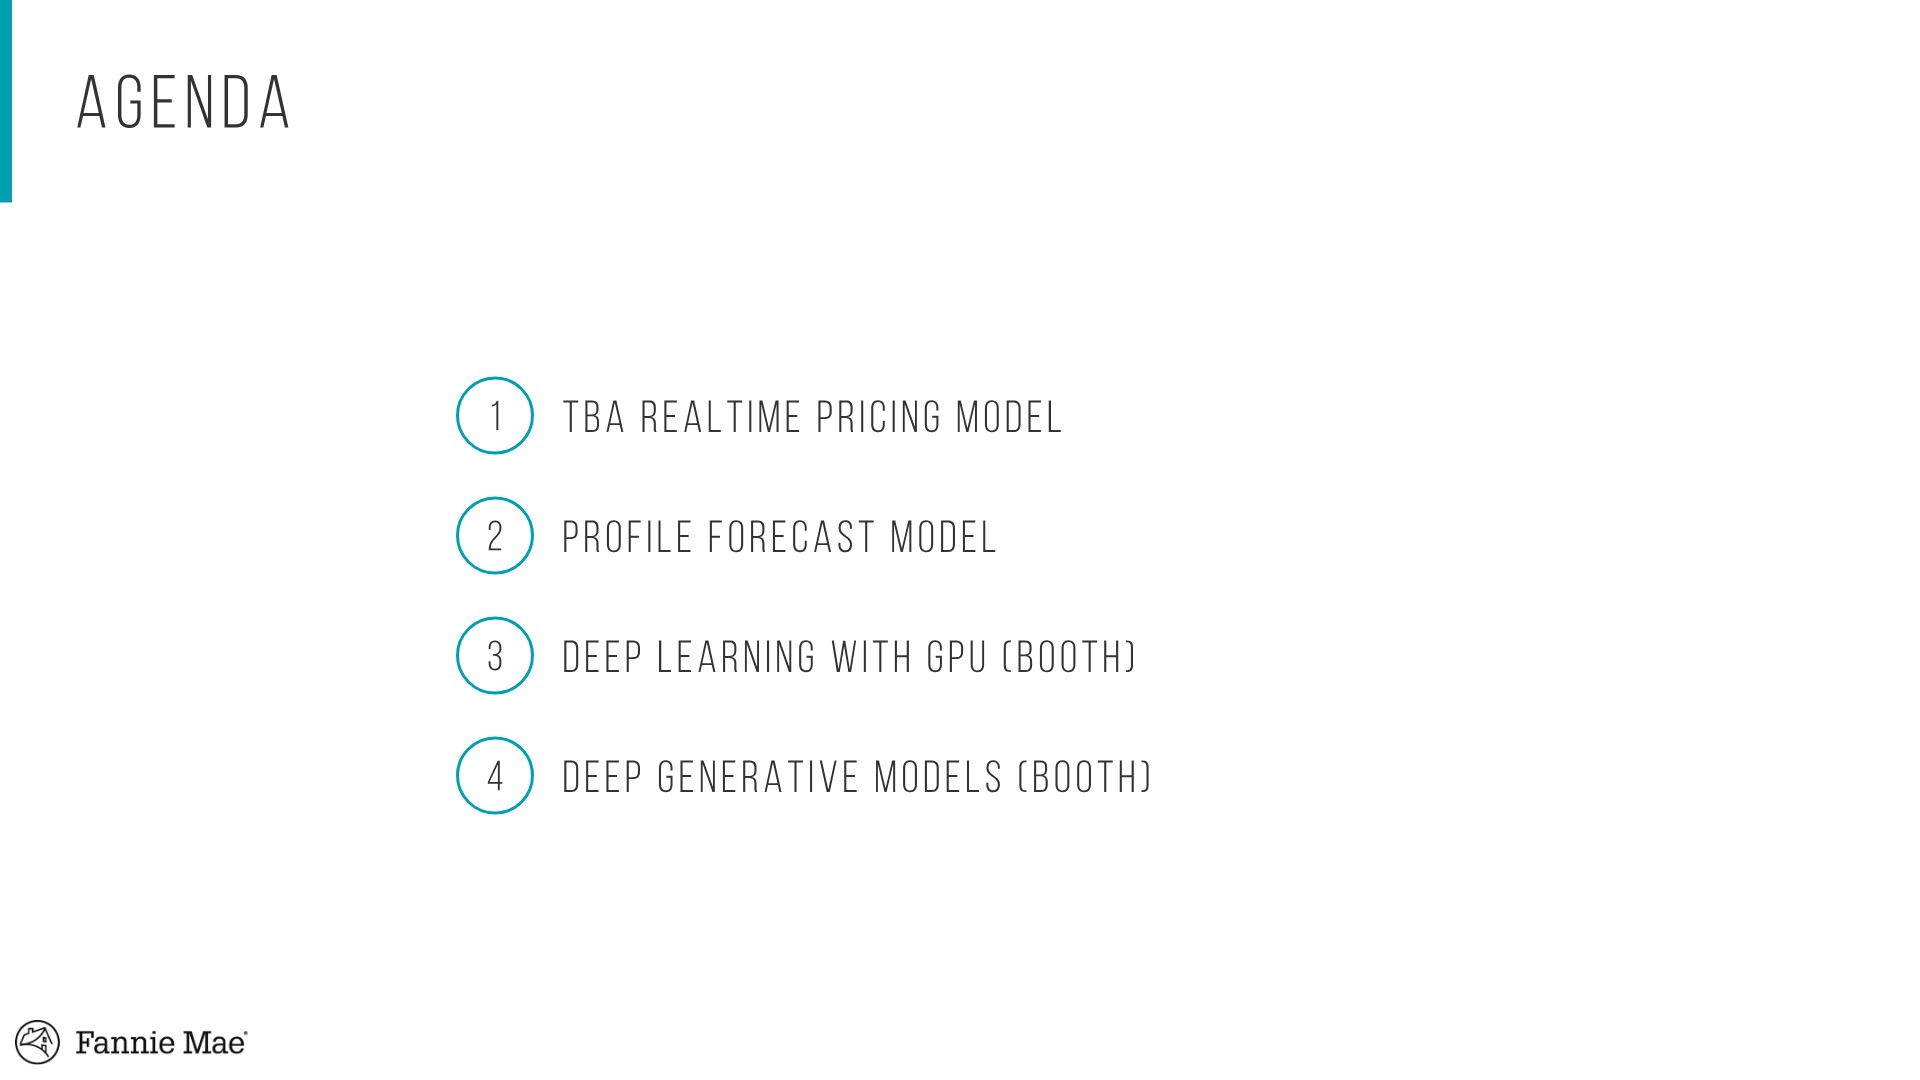 AGENDA
1 TBA REALTIME PRICING MODEL
2 PROFILE FORECAST MODEL
3 DEEP LEARNING WITH GPU (BOOTH)
4 DEEP GENERATIVE MODELS (BOOTH)
Fannie Mae®